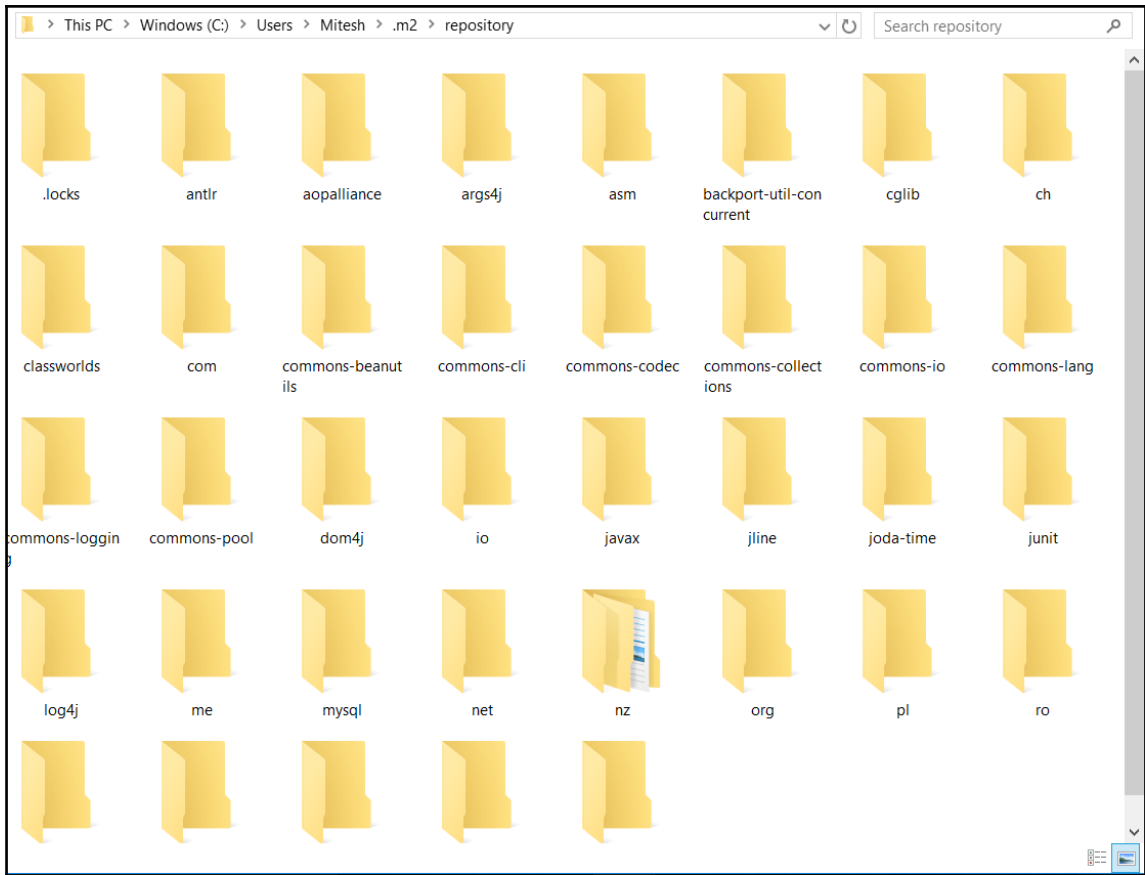 This PC > Windows (C:) > Users > Mitesh > .m2 > repository
Search repository
.locks
antlr
aopalliance
args4j
asm
backport-util-con
current
cglib
ch
classworlds
com
commons-beanut
ils
commons-cli
commons-codec
commons-collect
ions
commons-io
commons-lang
commons-loggin
g
commons-pool
dom4j
io
javax
jline
joda-time
junit
log4j
me
mysql
net
nz
org
pl
ro